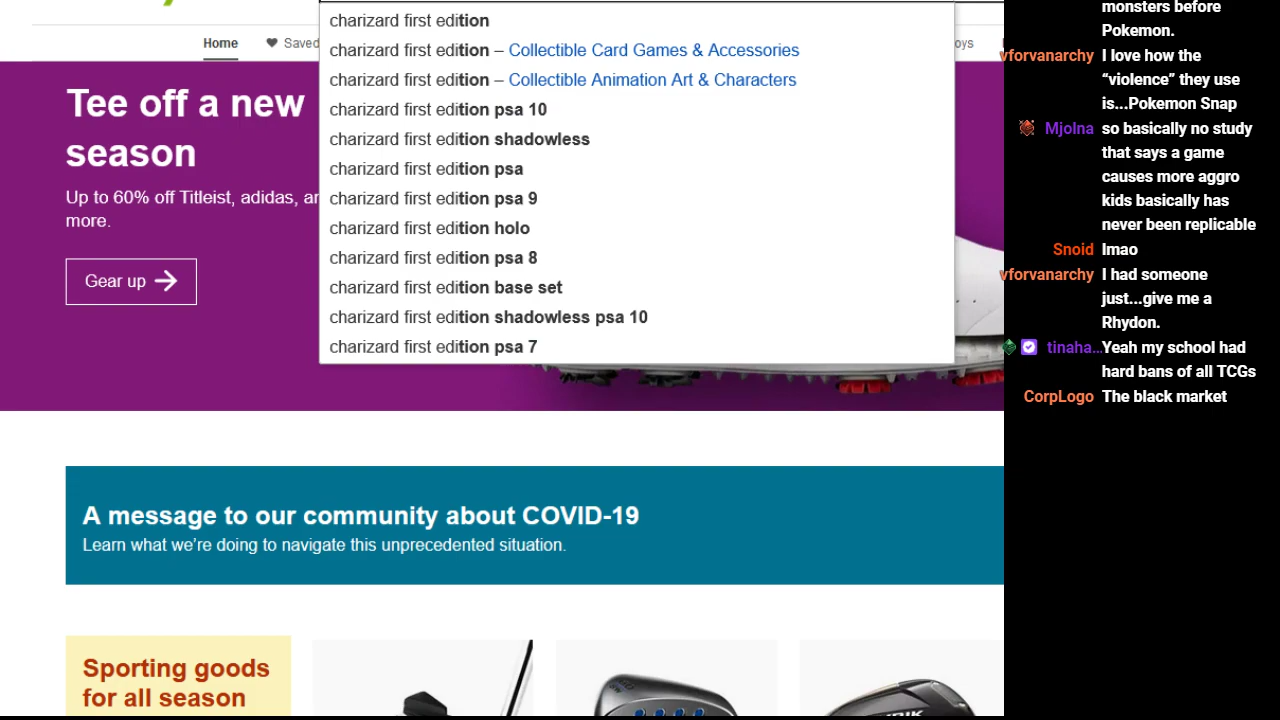 Home
Saved
charizard first edition
charizard first edition – Collectible Card Games & Accessories
charizard first edition – Collectible Animation Art & Characters
charizard first edition psa 10
charizard first edition shadowless
charizard first edition psa
charizard first edition psa 9
charizard first edition holo
charizard first edition psa 8
charizard first edition base set
charizard first edition shadowless psa 10
charizard first edition psa 7
Tee off a new
season
Up to 60% off Titleist, adidas,
more.
Gear up
A message to our community about COVID-19
Learn what we're doing to navigate this unprecedented situation.
Sporting goods
for all season
monsters before
Pokemon.
vforvanarchy I love how the
“violence” they use
is...Pokemon Snap
Mjolna so basically no study
that says a game
causes more aggro
kids basically has
never been replicable
Snoid lmao
vforvanarchy I had someone
just...give me a
Rhydon.
tinaha... Yeah my school had
hard bans of all TCGs
CorpLogo The black market